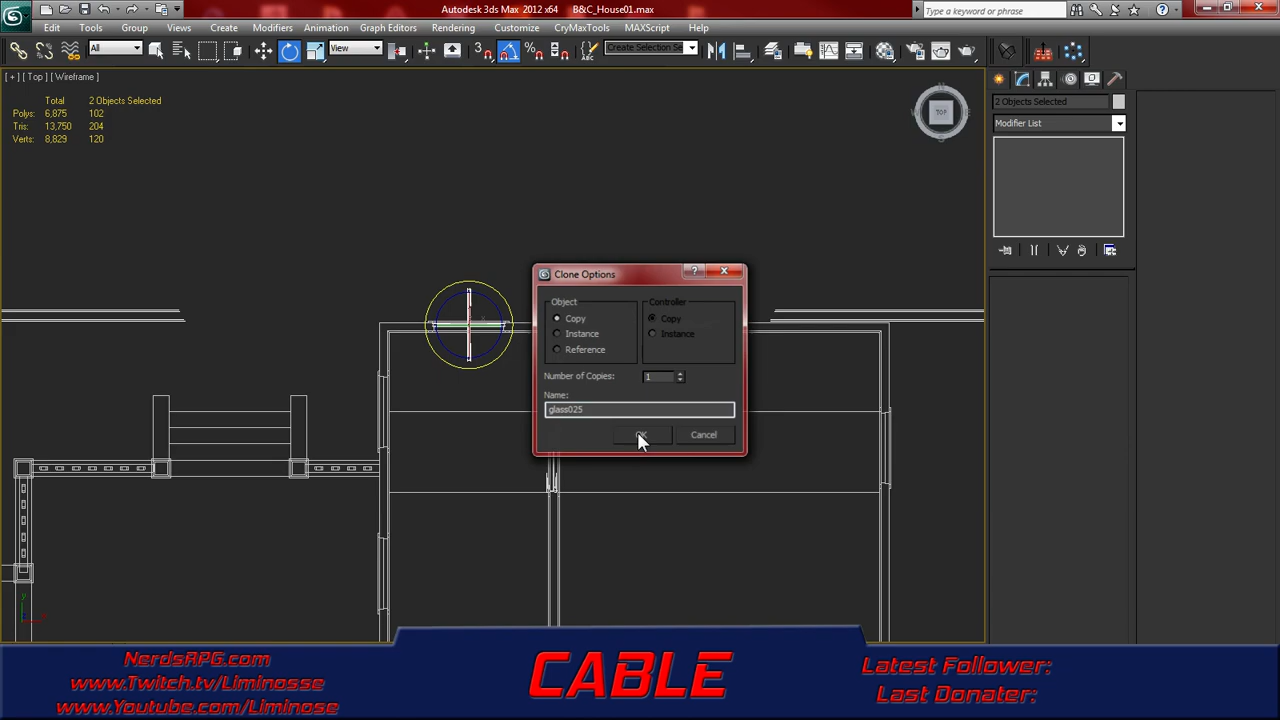 Autodesk 3ds Max 2012 x64 B&C_House01.max
Type a keyword or phrase
Edit Tools Group Views Create Modifiers Animation Graph Editors Rendering Customize CryMaxTools MAXScript Help
All View 3 % Create Selection Se
[ + ] [ Top ] [ Wireframe ]
Total 2 Objects Selected
Polys: 6,875 102
Tris: 13,750 204
Verts: 8,829 120
TOP
2 Objects Selected
Modifier List
Clone Options
Object Controller
Copy Copy
Instance Instance
Reference
Number of Copies: 1
Name:
glass025
OK Cancel
y
NerdsRPG.com
www.Twitch.tv/Liminosse
www.Youtube.com/Liminose
CABLE
Latest Follower:
Last Donater: